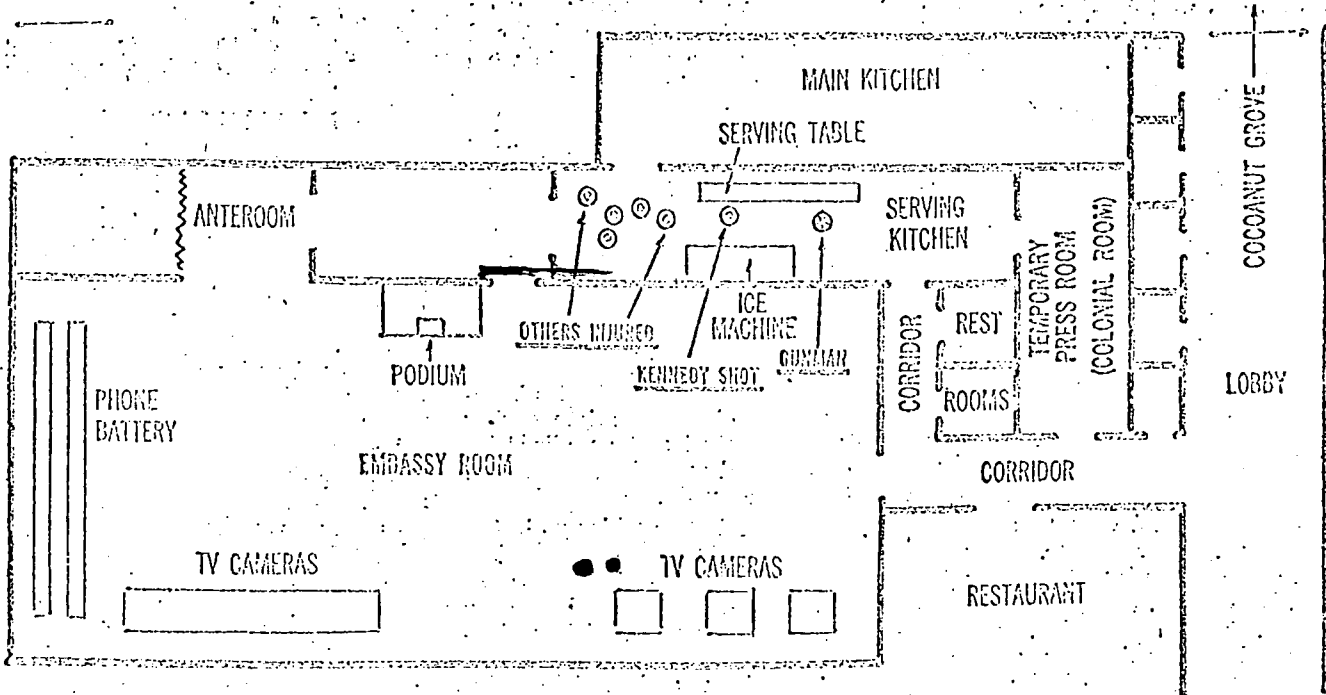 MAIN KITCHEN
COCOANUT GROVE
SERVING TABLE
ANTEROOM
SERVING
KITCHEN
TEMPORARY
PRESS ROOM
(COLONIAL ROOM)
OTHERS INJURED
ICE
MACHINE
KENNEDY SHOT
GUNMAN
CORRIDOR
REST
ROOMS
PODIUM
LOBBY
PHONE
BATTERY
EMBASSY ROOM
CORRIDOR
TV CAMERAS
TV CAMERAS
RESTAURANT